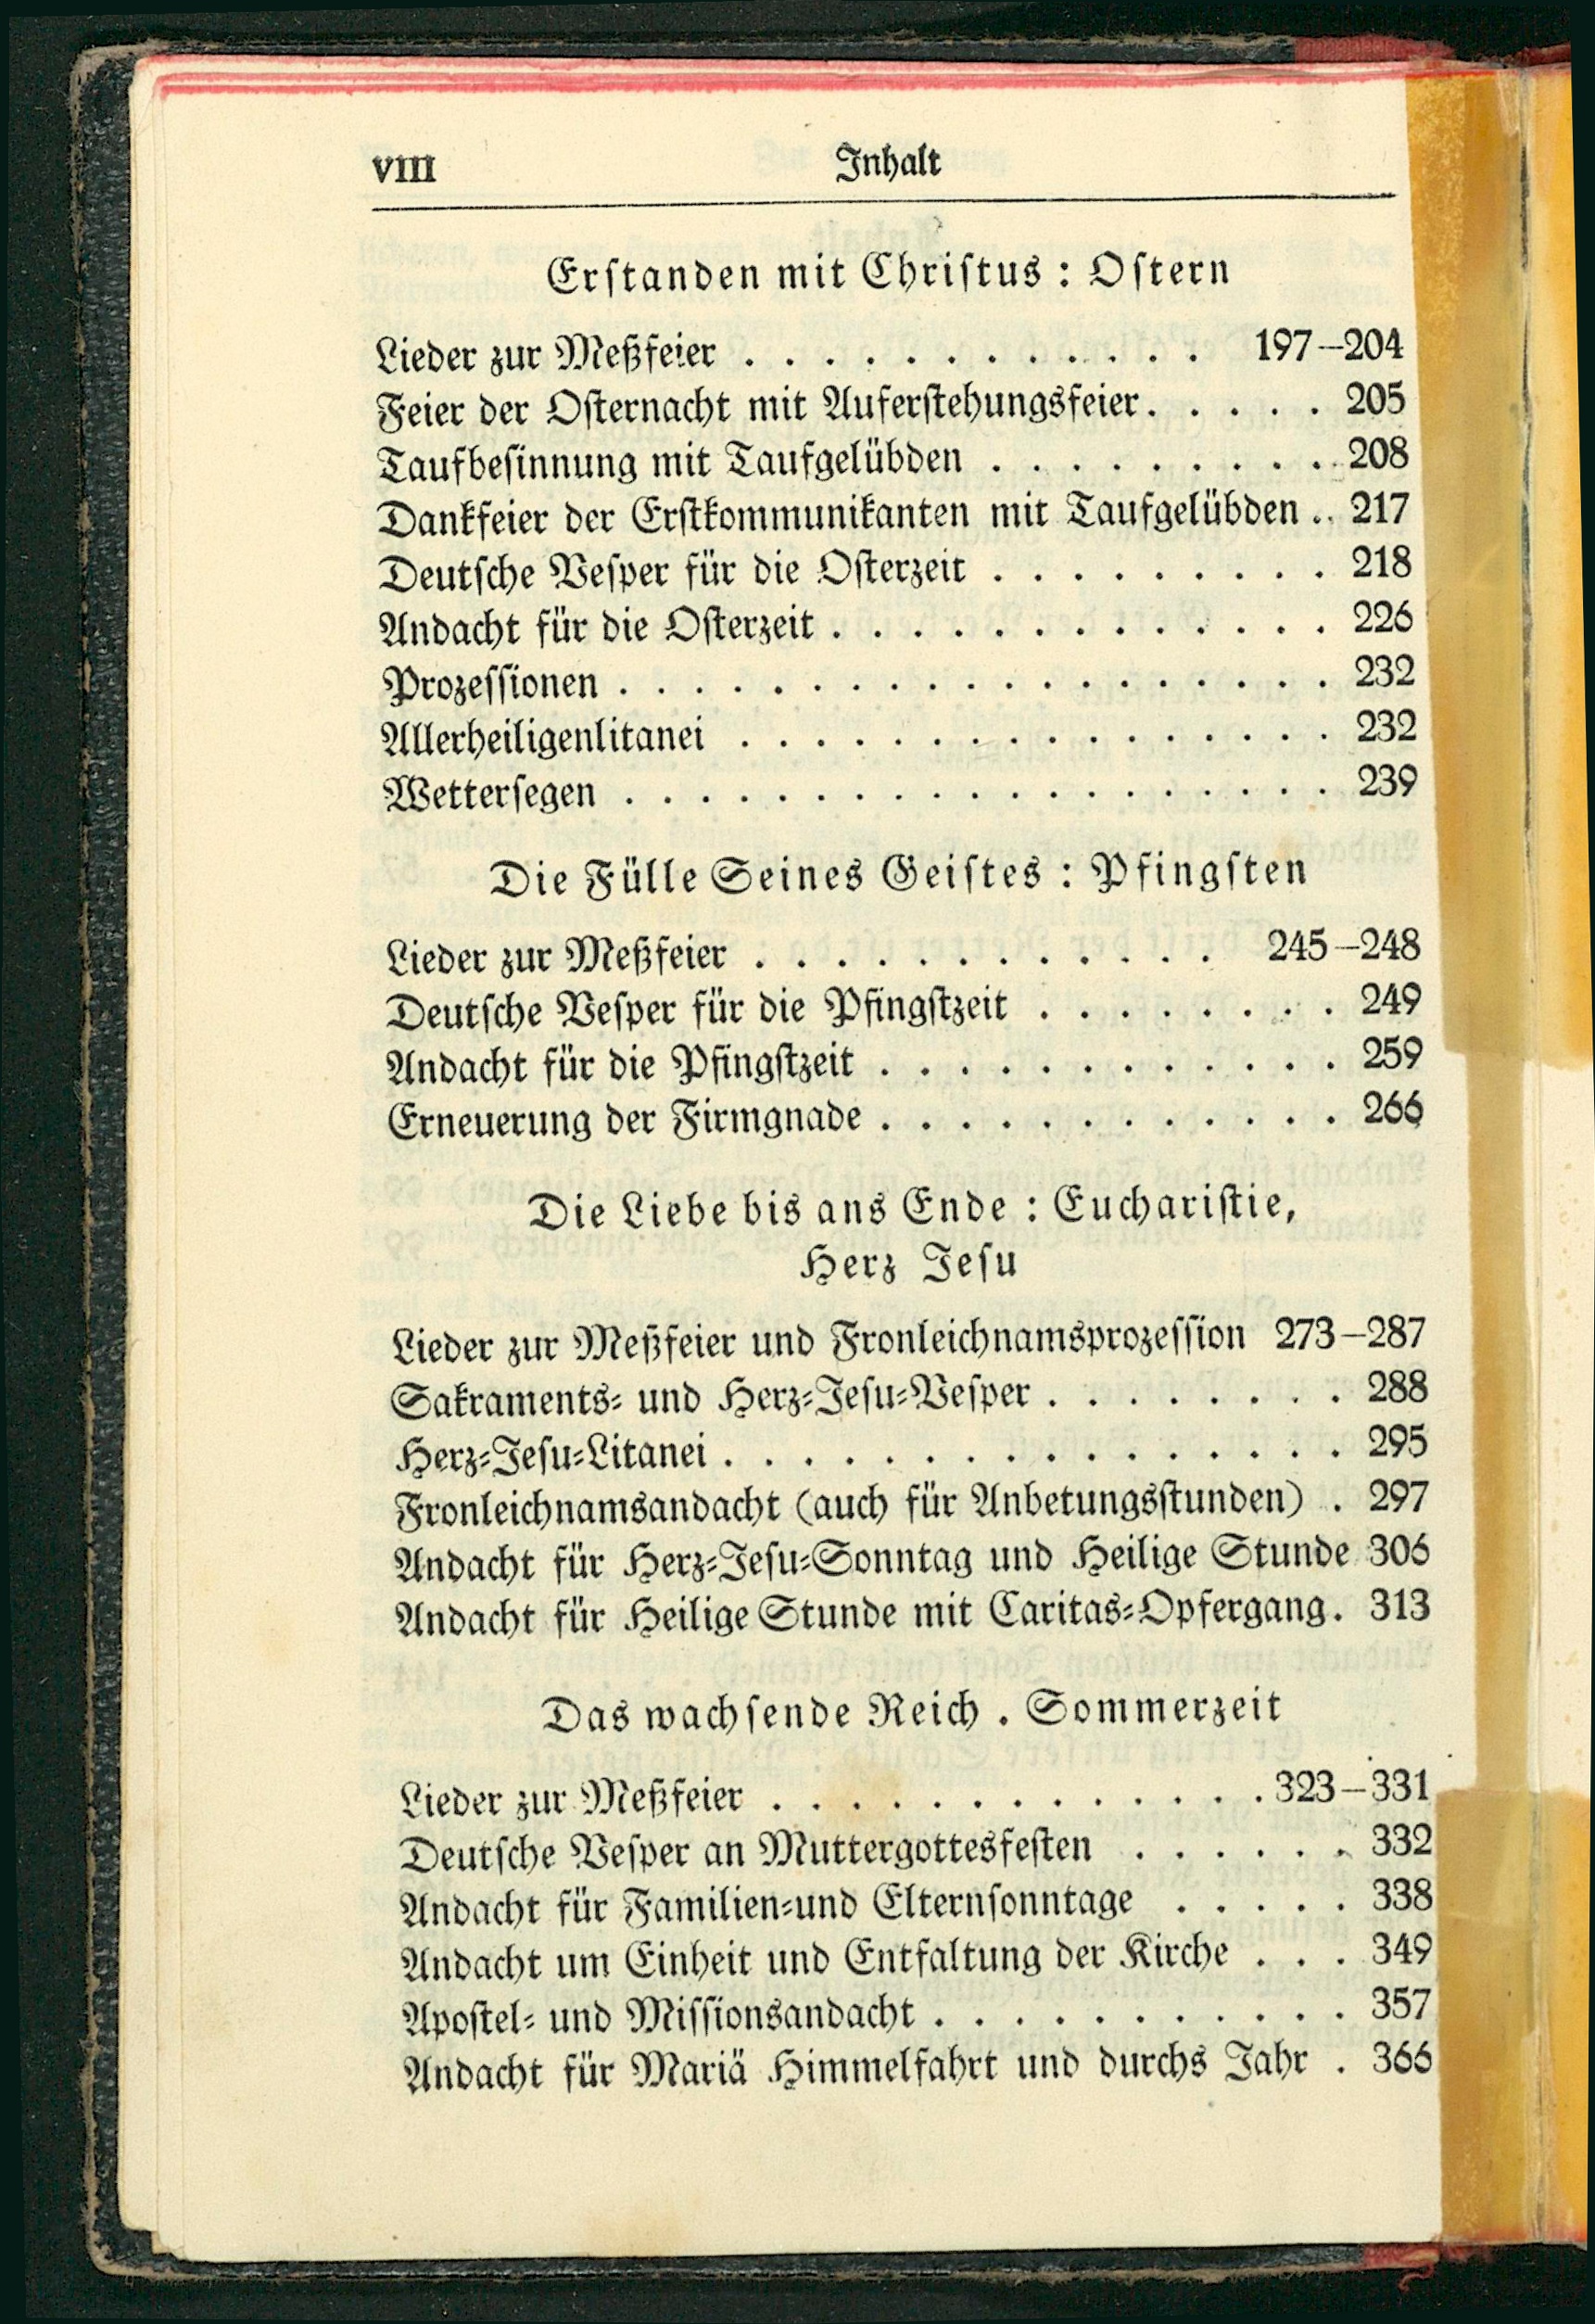 VIII Inhalt
Erstanden mit Christus : Ostern
Lieder zur Meßfeier . . . . . . . . . . . . 197–204
Feier der Osternacht mit Auferstehungsfeier . . . . . 205
Taufbesinnung mit Taufgelübden . . . . . . . . . 208
Dankfeier der Erstkommunikanten mit Taufgelübden . . 217
Deutsche Vesper für die Osterzeit . . . . . . . . . 218
Andacht für die Osterzeit . . . . . . . . . . . . . 226
Prozessionen . . . . . . . . . . . . . . . . . . . 232
Allerheiligenlitanei . . . . . . . . . . . . . . . . 232
Wettersegen . . . . . . . . . . . . . . . . . . . 239
Die Fülle Seines Geistes : Pfingsten
Lieder zur Meßfeier . . . . . . . . . . . . 245–248
Deutsche Vesper für die Pfingstzeit . . . . . . . . 249
Andacht für die Pfingstzeit . . . . . . . . . . . . 259
Erneuerung der Firmgnade . . . . . . . . . . . . 266
Die Liebe bis ans Ende : Eucharistie,
Herz Jesu
Lieder zur Meßfeier und Fronleichnamsprozession 273–287
Sakraments- und Herz-Jesu-Vesper . . . . . . . . 288
Herz-Jesu-Litanei . . . . . . . . . . . . . . . . 295
Fronleichnamsandacht (auch für Anbetungsstunden) . 297
Andacht für Herz-Jesu-Sonntag und Heilige Stunde 306
Andacht für Heilige Stunde mit Caritas-Opfergang . 313
Das wachsende Reich . Sommerzeit
Lieder zur Meßfeier . . . . . . . . . . . . . 323–331
Deutsche Vesper an Muttergottesfesten . . . . . . 332
Andacht für Familien-und Elternsonntage . . . . . 338
Andacht um Einheit und Entfaltung der Kirche . . . 349
Apostel- und Missionsandacht . . . . . . . . . . . 357
Andacht für Mariä Himmelfahrt und durchs Jahr . 366